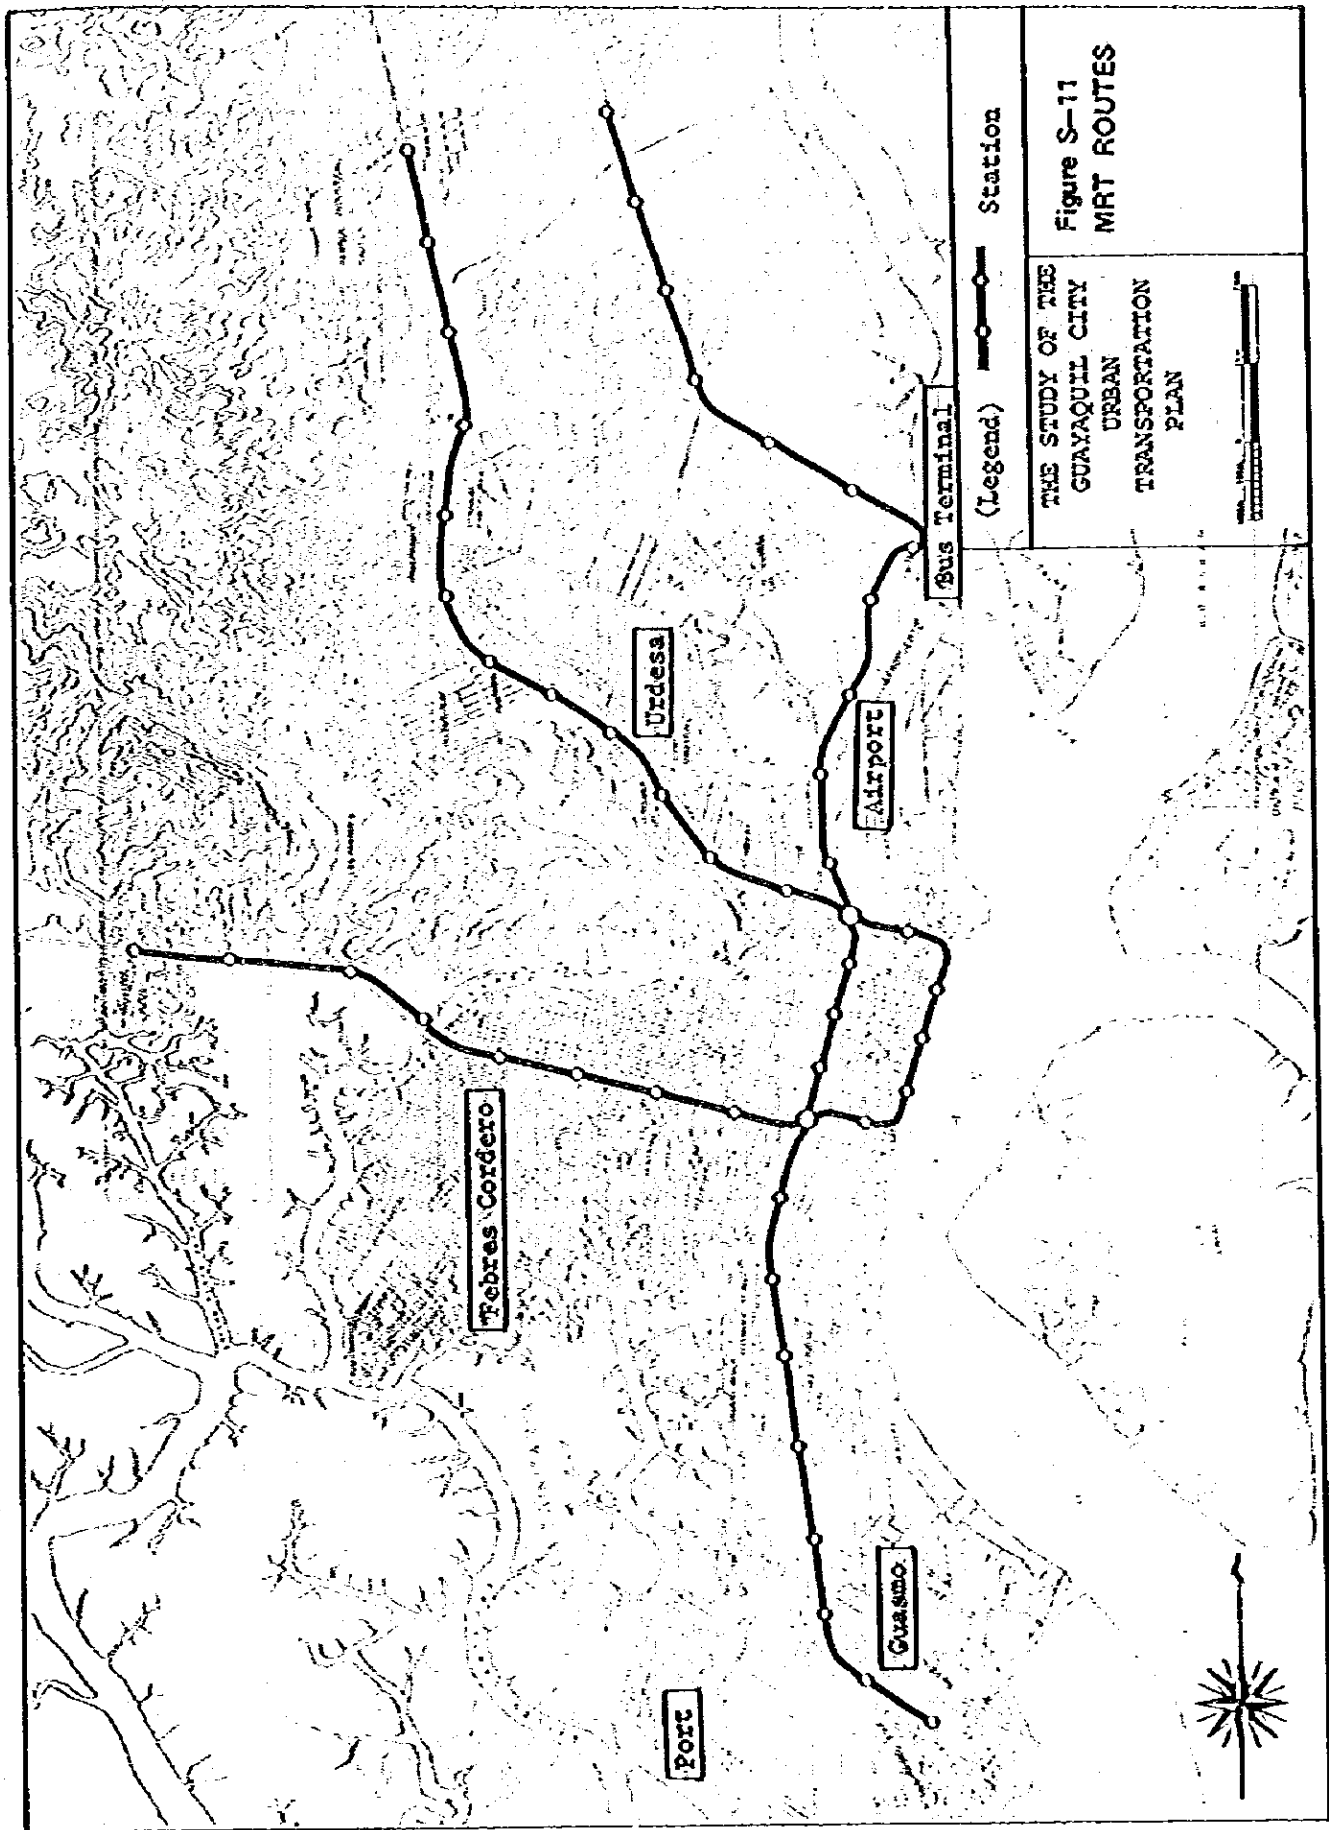 Febres Cordero
Urdesa
Airport
Bus Terminal
Guasmo
Port
(Legend)
Station
THE STUDY OF THE
GUAYAQUIL CITY
URBAN
TRANSPORTATION
PLAN
Figure S-11
MRT ROUTES